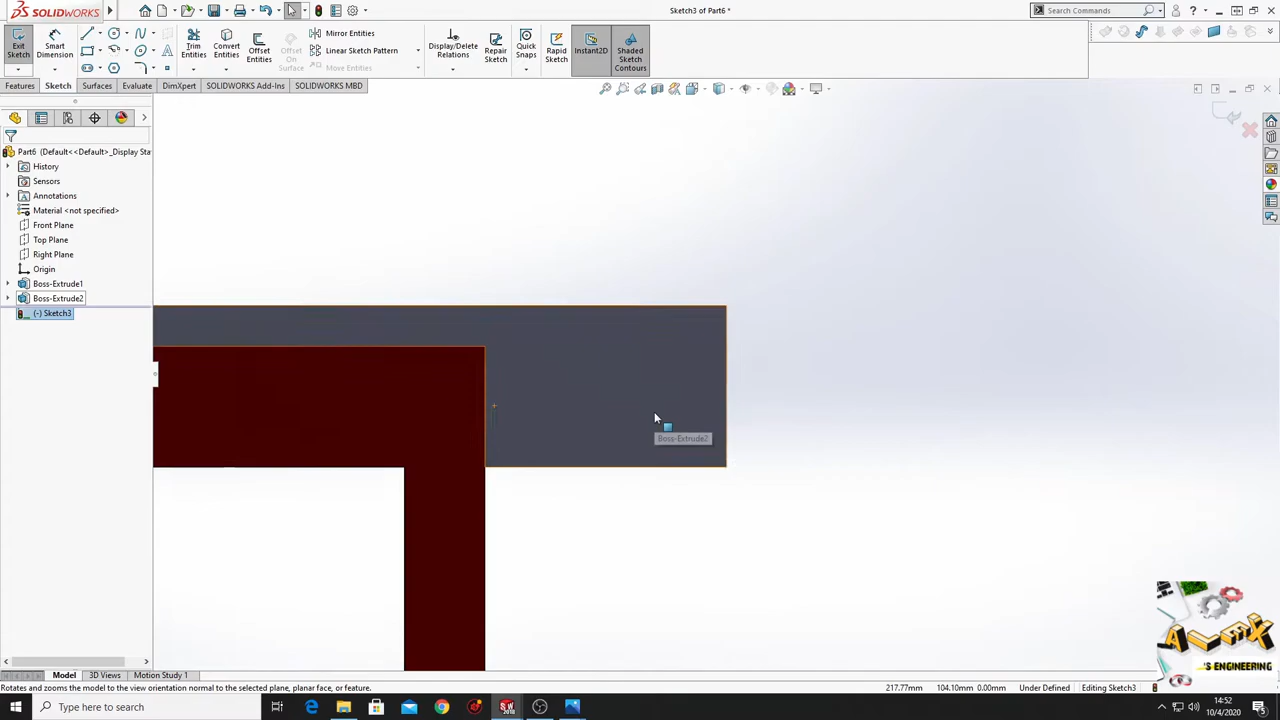 SOLIDWORKS
Sketch3 of Part6 *
Search Commands
Exit Sketch
Smart Dimension
Trim Entities
Convert Entities
Offset Entities
Offset On Surface
Mirror Entities
Linear Sketch Pattern
Move Entities
Display/Delete Relations
Repair Sketch
Quick Snaps
Rapid Sketch
Instant2D
Shaded Sketch Contours
Features
Sketch
Surfaces
Evaluate
DimXpert
SOLIDWORKS Add-Ins
SOLIDWORKS MBD
Part6 (Default<<Default>_Display Sta
History
Sensors
Annotations
Material <not specified>
Front Plane
Top Plane
Right Plane
Origin
Boss-Extrude1
Boss-Extrude2
(-) Sketch3
Boss-Extrude2
ALMX
'S ENGINEERING
Model
3D Views
Motion Study 1
Rotates and zooms the model to the view orientation normal to the selected plane, planar face, or feature.
217.77mm
104.10mm 0.00mm
Under Defined
Editing Sketch3
Type here to search
14:52
10/4/2020